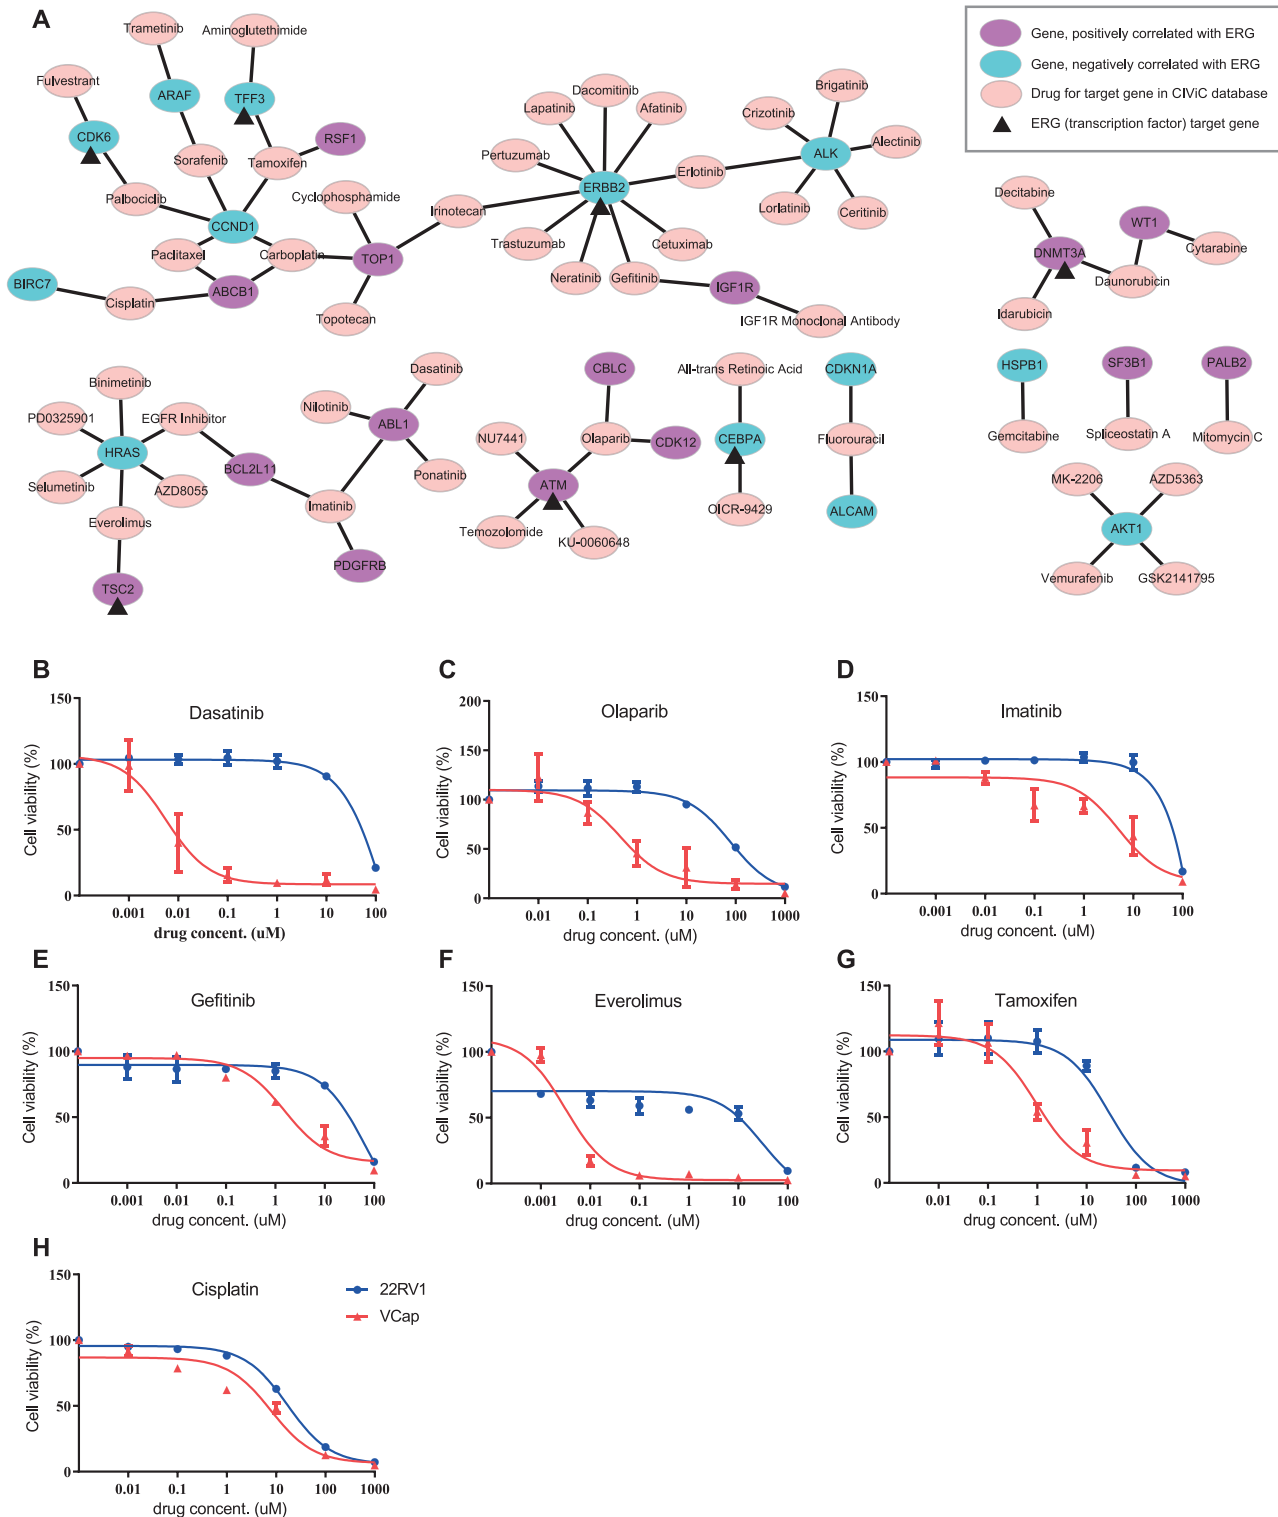 A
Gene, positively correlated with ERG
Gene, negatively correlated with ERG
Drug for target gene in CIViC database
ERG (transcription factor) target gene
Trametinib
Aminoglutethimide
Fulvestrant
ARAF
TFF3
CDK6
RSF1
Sorafenib
Tamoxifen
Palbociclib
Cyclophosphamide
CCND1
Paclitaxel
Carboplatin
TOP1
BIRC7
Cisplatin
ABCB1
Topotecan
Irinotecan
Dacomitinib
Lapatinib
Afatinib
Pertuzumab
ERBB2
Erlotinib
Trastuzumab
Cetuximab
Neratinib
Gefitinib
IGF1R
IGF1R Monoclonal Antibody
Brigatinib
Crizotinib
Alectinib
ALK
Lorlatinib
Ceritinib
Decitabine
WT1
DNMT3A
Cytarabine
Daunorubicin
Idarubicin
Binimetinib
PD0325901
EGFR Inhibitor
HRAS
BCL2L11
Selumetinib
AZD8055
Everolimus
TSC2
Dasatinib
Nilotinib
ABL1
Ponatinib
Imatinib
PDGFRB
CBLC
NU7441
Olaparib
CDK12
ATM
Temozolomide
KU-0060648
All-trans Retinoic Acid
CEBPA
OICR-9429
CDKN1A
Fluorouracil
ALCAM
HSPB1
SF3B1
PALB2
Gemcitabine
Spliceostatin A
Mitomycin C
MK-2206
AZD5363
AKT1
Vemurafenib
GSK2141795
B
Dasatinib
Cell viability (%)
150
100
50
0
0.001 0.01 0.1 1 10 100
drug concent. (uM)
C
Olaparib
Cell viability (%)
200
150
100
50
0
0.01 0.1 1 10 100 1000
drug concent. (uM)
D
Imatinib
Cell viability (%)
150
100
50
0
0.001 0.01 0.1 1 10 100
drug concent. (uM)
E
Gefitinib
Cell viability (%)
150
100
50
0
0.001 0.01 0.1 1 10 100
drug concent. (uM)
F
Everolimus
Cell viability (%)
150
100
50
0
0.001 0.01 0.1 1 10 100
drug concent. (uM)
G
Tamoxifen
Cell viability (%)
150
100
50
0
0.01 0.1 1 10 100 1000
drug concent. (uM)
H
Cisplatin
Cell viability (%)
150
100
50
0
0.01 0.1 1 10 100 1000
drug concent. (uM)
22RV1
VCap